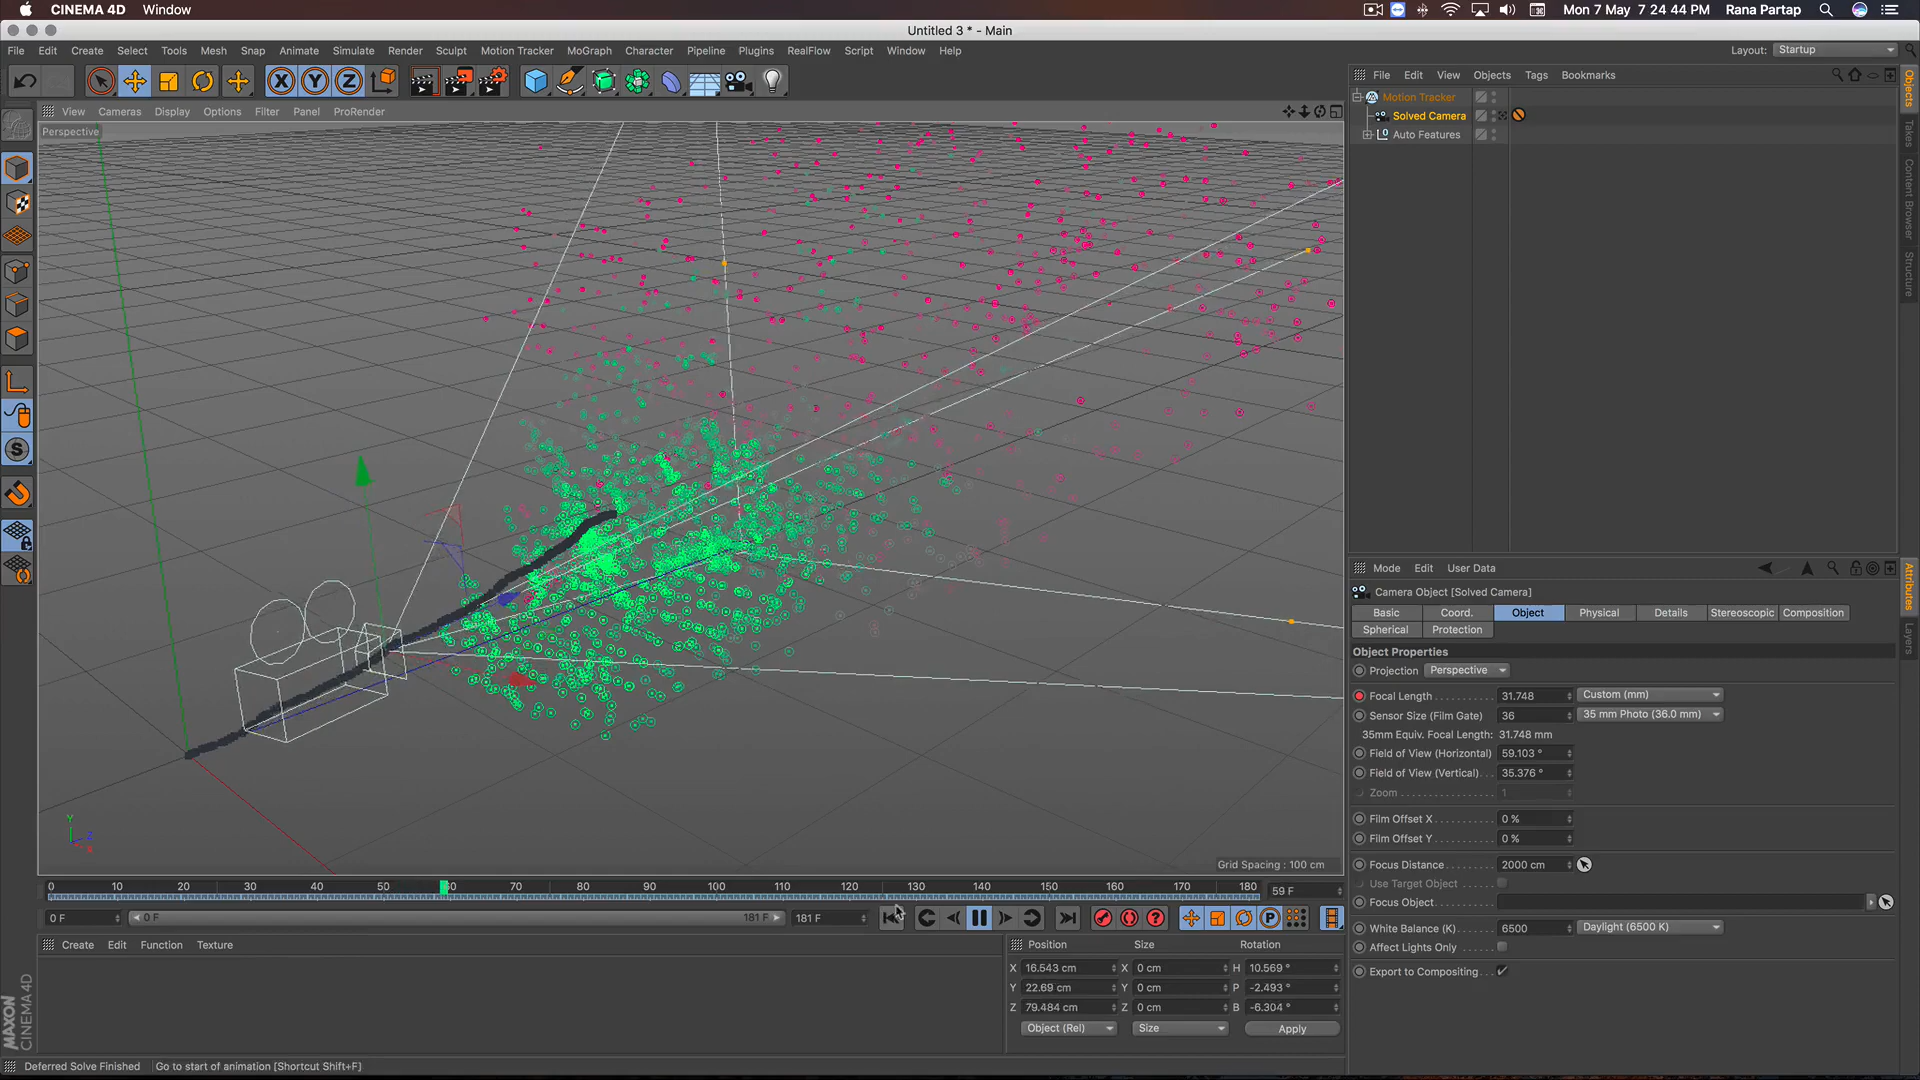 CINEMA 4D Window Mon 7 May 7 24 44 PM Rana Partap
Untitled 3 * - Main
File Edit Create Select Tools Mesh Snap Animate Simulate Render Sculpt Motion Tracker MoGraph Character Pipeline Plugins RealFlow Script Window Help Layout: Startup
View Cameras Display Options Filter Panel ProRender
File Edit View Objects Tags Bookmarks
Perspective
Motion Tracker
Solved Camera
Auto Features
Objects
Takes
Content Browser
Structure
Mode Edit User Data
Camera Object [Solved Camera]
Basic Coord. Object Physical Details Stereoscopic Composition
Spherical Protection
Object Properties
Projection Perspective
Focal Length 31.748 Custom (mm)
Sensor Size (Film Gate) 36 35 mm Photo (36.0 mm)
35mm Equiv. Focal Length: 31.748 mm
Field of View (Horizontal) 59.103 °
Field of View (Vertical) 35.376 °
Zoom 1
Film Offset X 0 %
Film Offset Y 0 %
Focus Distance 2000 cm
Use Target Object
Focus Object
White Balance (K) 6500 Daylight (6500 K)
Affect Lights Only
Export to Compositing
Attributes
Layers
Y
Z
X
Grid Spacing : 100 cm
0 10 20 30 40 50 60 70 80 90 100 110 120 130 140 150 160 170 180 59 F
0 F 0 F 181 F 181 F
Create Edit Function Texture
Position Size Rotation
X 16.543 cm X 0 cm H 10.569 °
Y 22.69 cm Y 0 cm P -2.493 °
Z 79.484 cm Z 0 cm B -6.304 °
Object (Rel) Size Apply
MAXON
CINEMA 4D
Deferred Solve Finished Go to start of animation [Shortcut Shift+F]